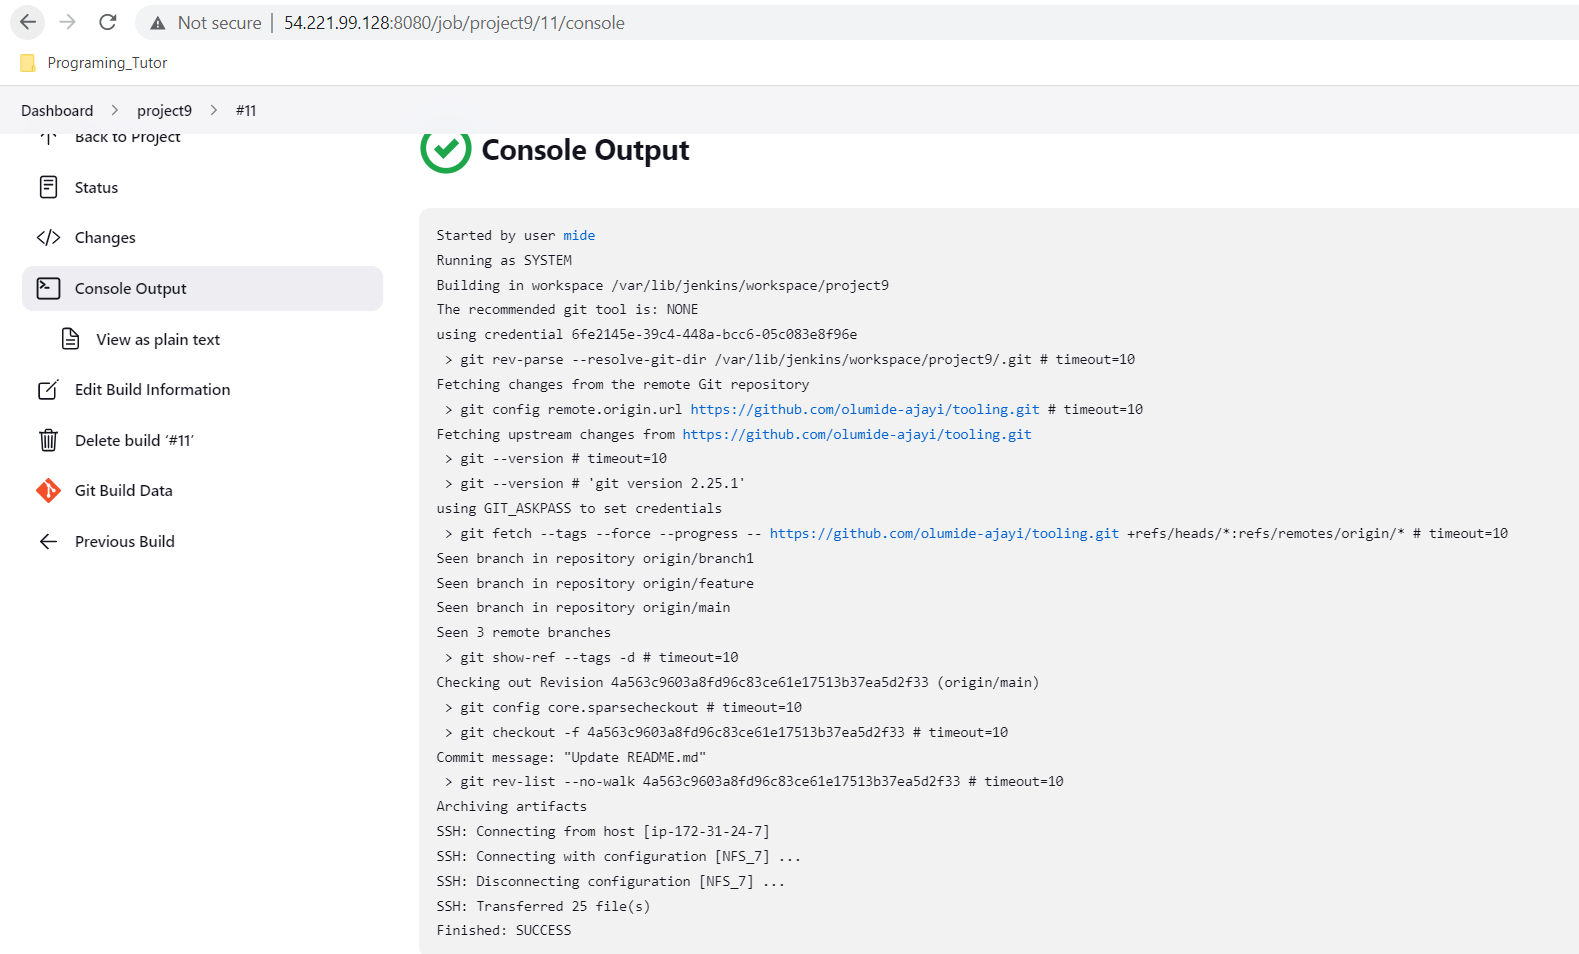 Not secure | 54.221.99.128:8080/job/project9/11/console
Programing_Tutor
Dashboard > project9 > #11
Back to Project
Status
Changes
Console Output
View as plain text
Edit Build Information
Delete build ‘#11’
Git Build Data
Previous Build
Console Output
Started by user mide
Running as SYSTEM
Building in workspace /var/lib/jenkins/workspace/project9
The recommended git tool is: NONE
using credential 6fe2145e-39c4-448a-bcc6-05c083e8f96e
 > git rev-parse --resolve-git-dir /var/lib/jenkins/workspace/project9/.git # timeout=10
Fetching changes from the remote Git repository
 > git config remote.origin.url https://github.com/olumide-ajayi/tooling.git # timeout=10
Fetching upstream changes from https://github.com/olumide-ajayi/tooling.git
 > git --version # timeout=10
 > git --version # 'git version 2.25.1'
using GIT_ASKPASS to set credentials
 > git fetch --tags --force --progress -- https://github.com/olumide-ajayi/tooling.git +refs/heads/*:refs/remotes/origin/* # timeout=10
Seen branch in repository origin/branch1
Seen branch in repository origin/feature
Seen branch in repository origin/main
Seen 3 remote branches
 > git show-ref --tags -d # timeout=10
Checking out Revision 4a563c9603a8fd96c83ce61e17513b37ea5d2f33 (origin/main)
 > git config core.sparsecheckout # timeout=10
 > git checkout -f 4a563c9603a8fd96c83ce61e17513b37ea5d2f33 # timeout=10
Commit message: "Update README.md"
 > git rev-list --no-walk 4a563c9603a8fd96c83ce61e17513b37ea5d2f33 # timeout=10
Archiving artifacts
SSH: Connecting from host [ip-172-31-24-7]
SSH: Connecting with configuration [NFS_7] ...
SSH: Disconnecting configuration [NFS_7] ...
SSH: Transferred 25 file(s)
Finished: SUCCESS